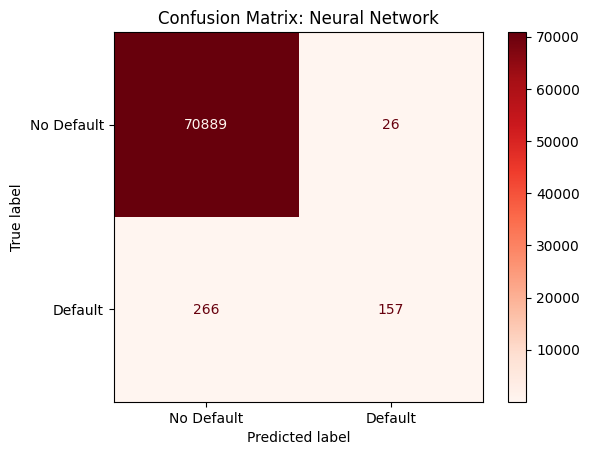 Confusion Matrix: Neural Network
70000
60000
50000
40000
30000
20000
10000
No Default
Default
True label
70889
26
266
157
No Default
Default
Predicted label